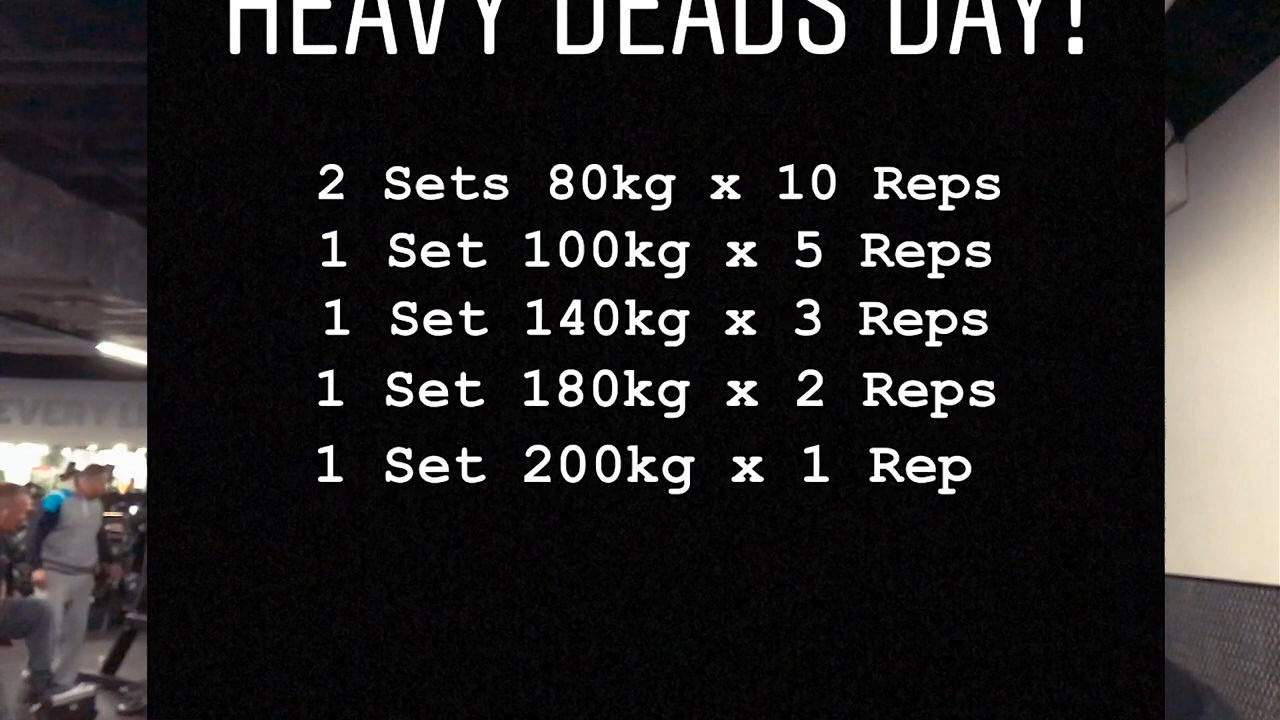 HEAVY DEADS DAY!
2 Sets 80kg x 10 Reps
1 Set 100kg x 5 Reps
1 Set 140kg x 3 Reps
1 Set 180kg x 2 Reps
1 Set 200kg x 1 Rep